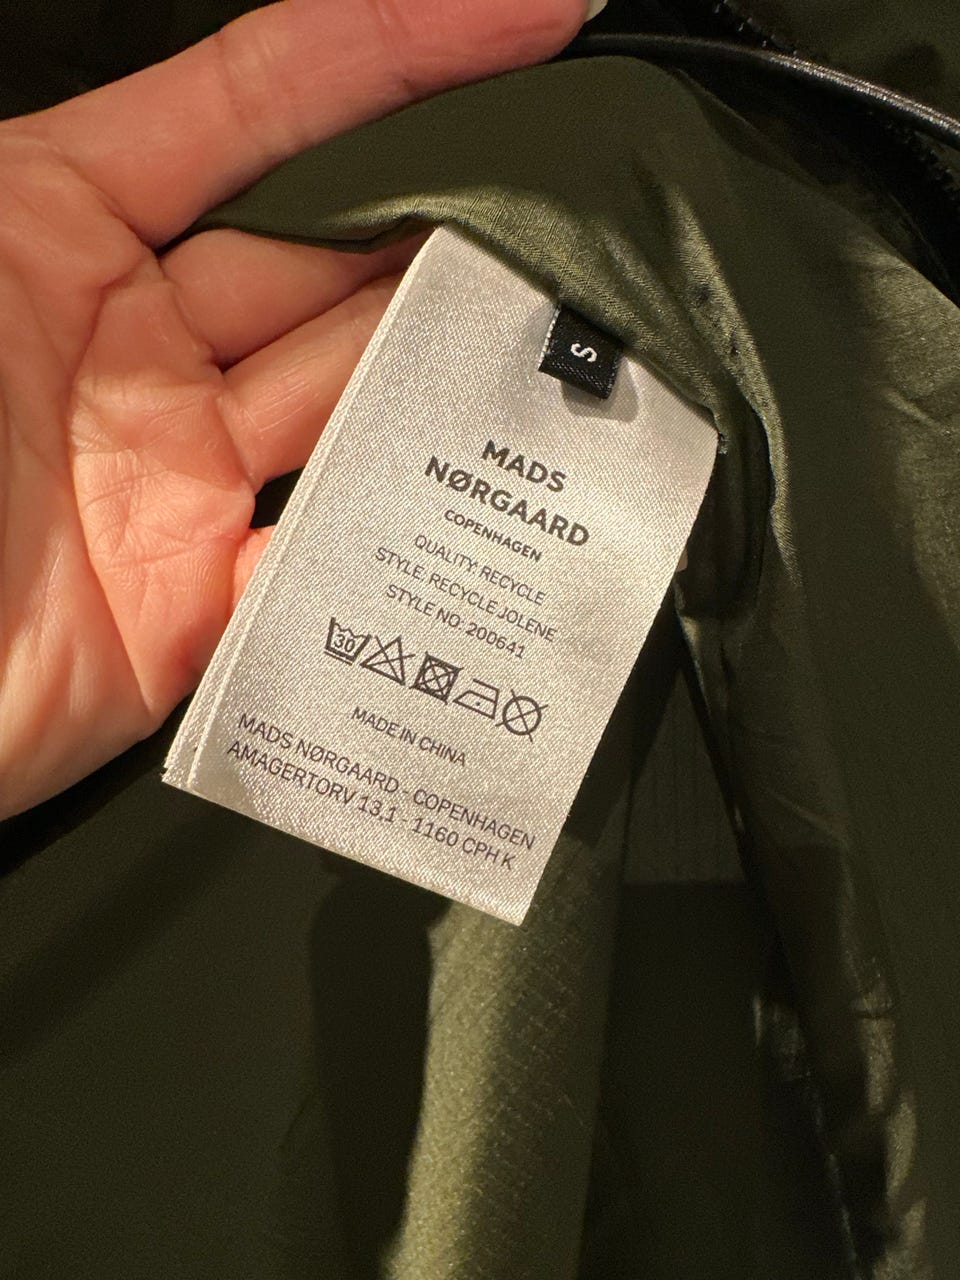 S
MADS
NØRGAARD
COPENHAGEN
QUALITY: RECYCLE
STYLE: RECYCLE JOLENE
STYLE NO: 200641
30
MADE IN CHINA
MADS NØRGAARD - COPENHAGEN
AMAGERTORV 13,1 - 1160 CPH K